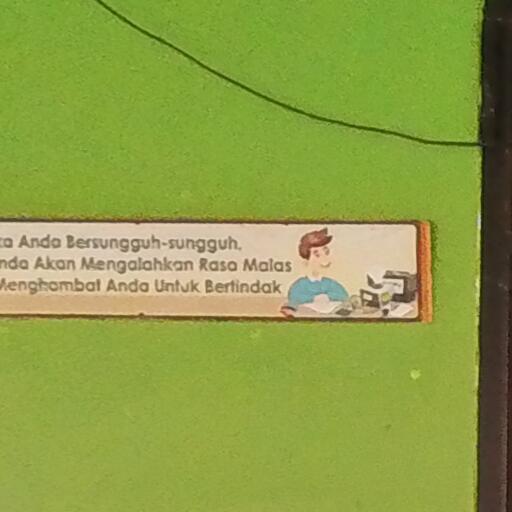 Anda Bersungguh-sungguh,
Akan Mengalahkan Rasa Malas
Menghambat Anda Untuk Bertindak